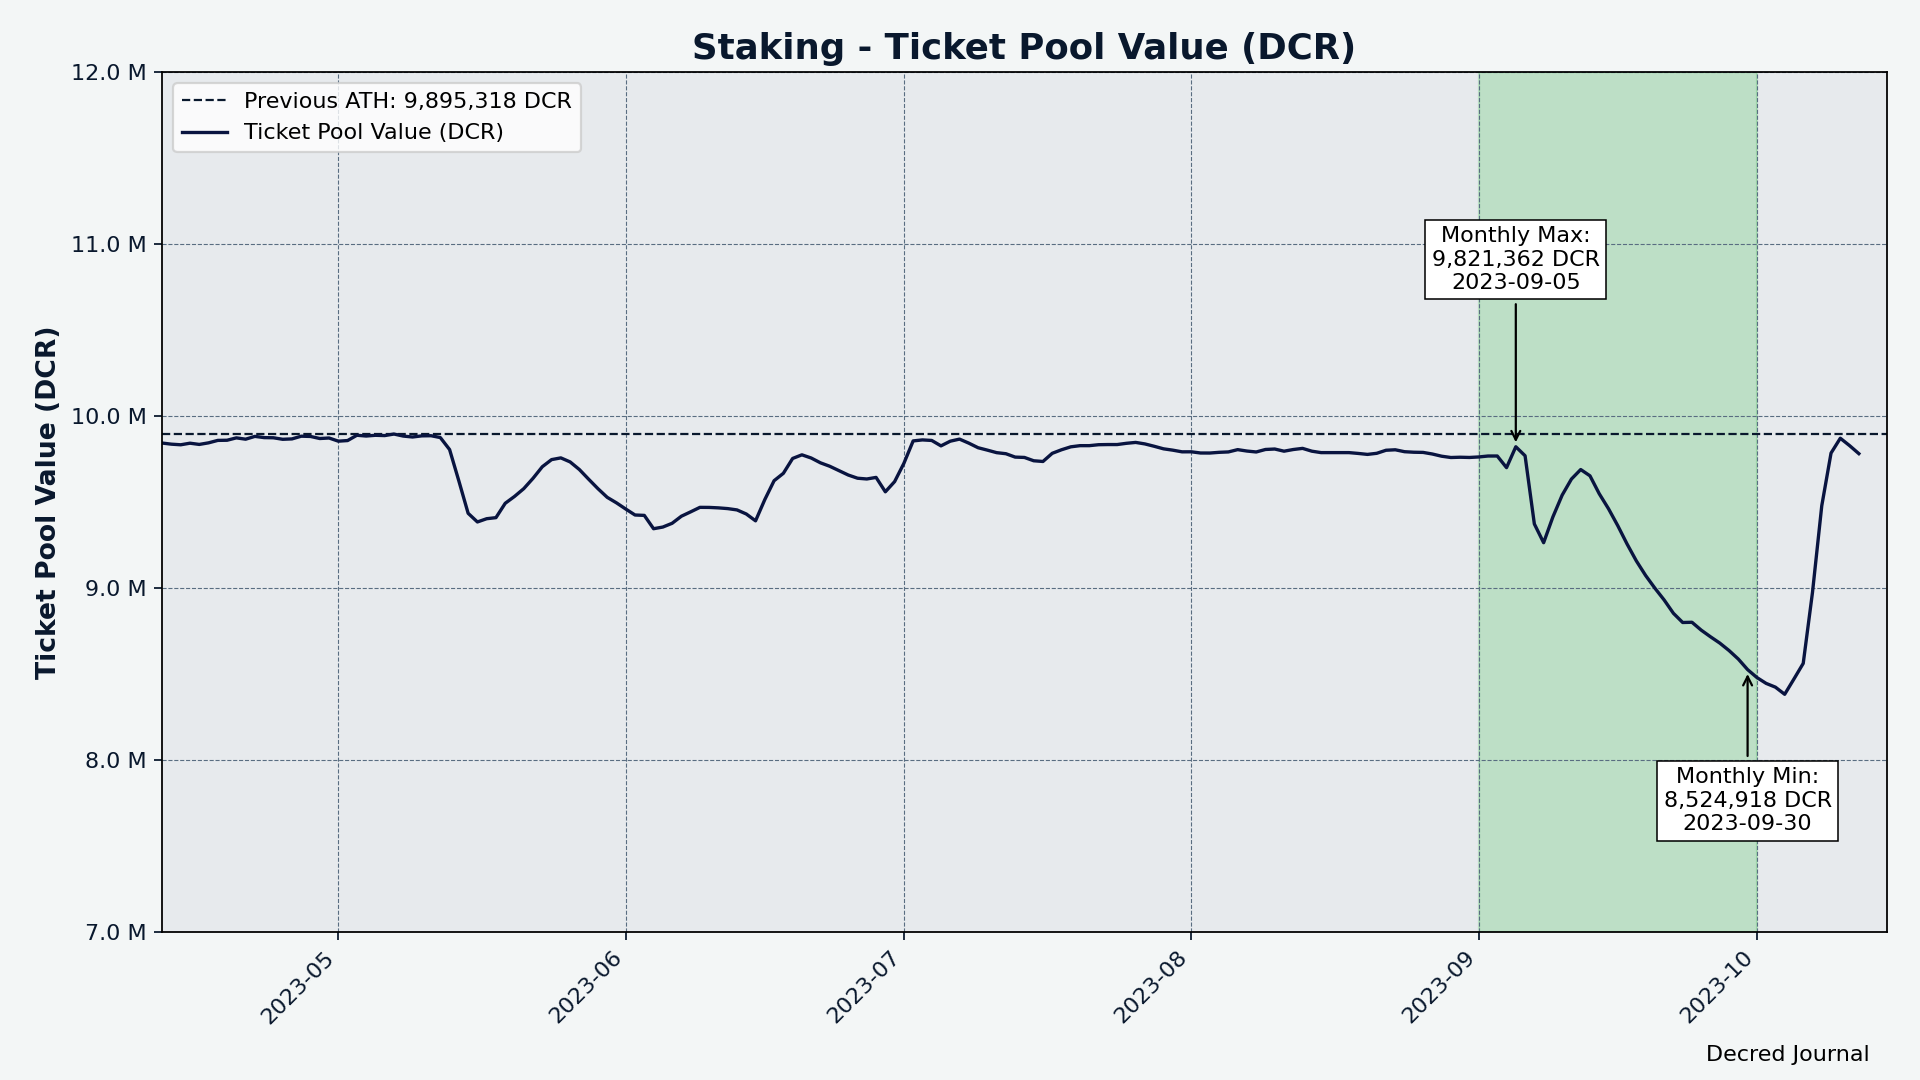 Staking - Ticket Pool Value (DCR)
Ticket Pool Value (DCR)
12.0 M
11.0 M
10.0 M
9.0 M
8.0 M
7.0 M
Previous ATH: 9,895,318 DCR
Ticket Pool Value (DCR)
Monthly Max:
9,821,362 DCR
2023-09-05
Monthly Min:
8,524,918 DCR
2023-09-30
2023-05
2023-06
2023-07
2023-08
2023-09
2023-10
Decred Journal